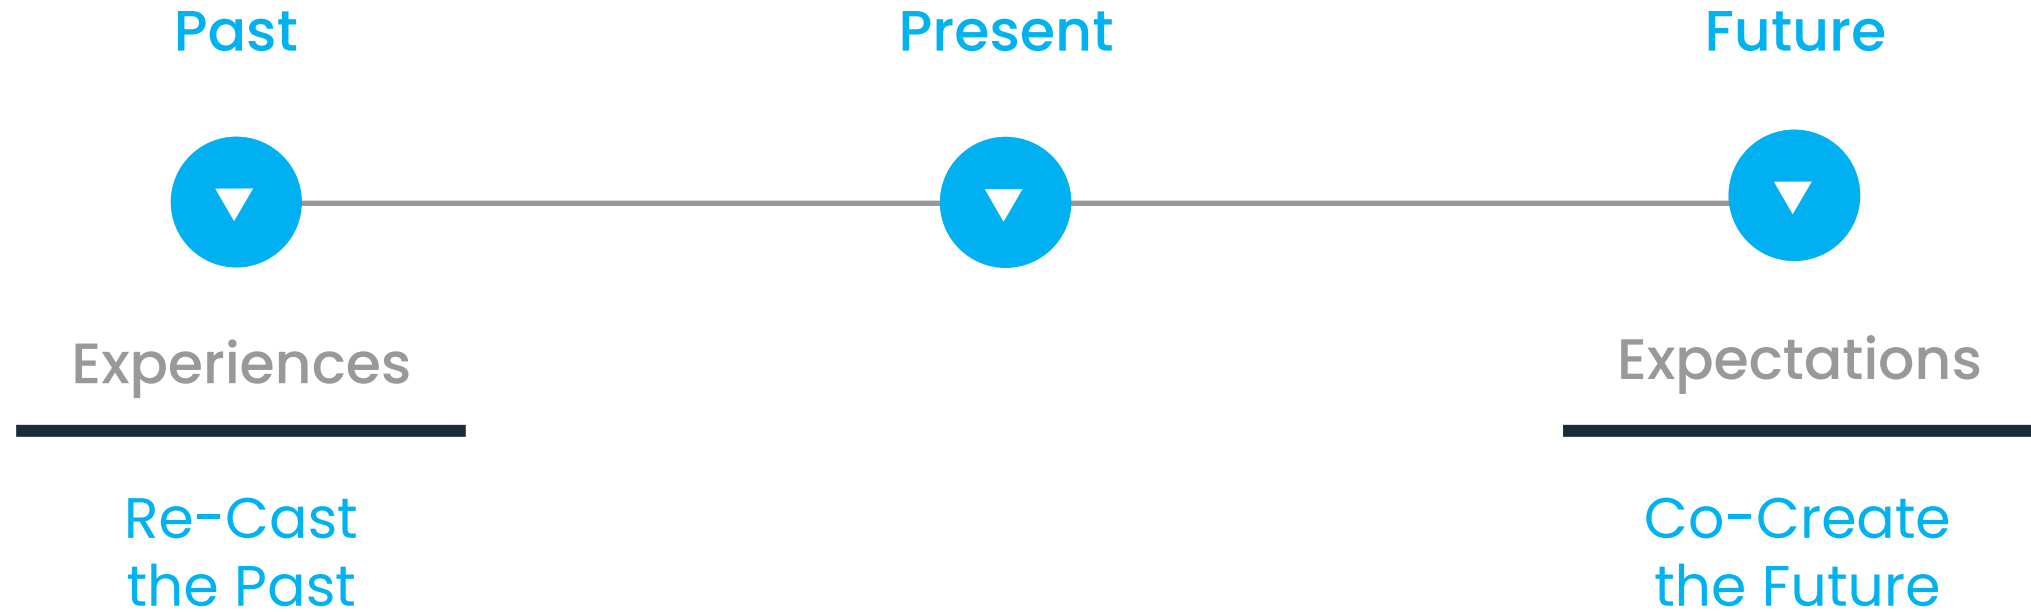 Past
Present
Future
Experiences
Expectations
Re-Cast
the Past
Co-Create
the Future